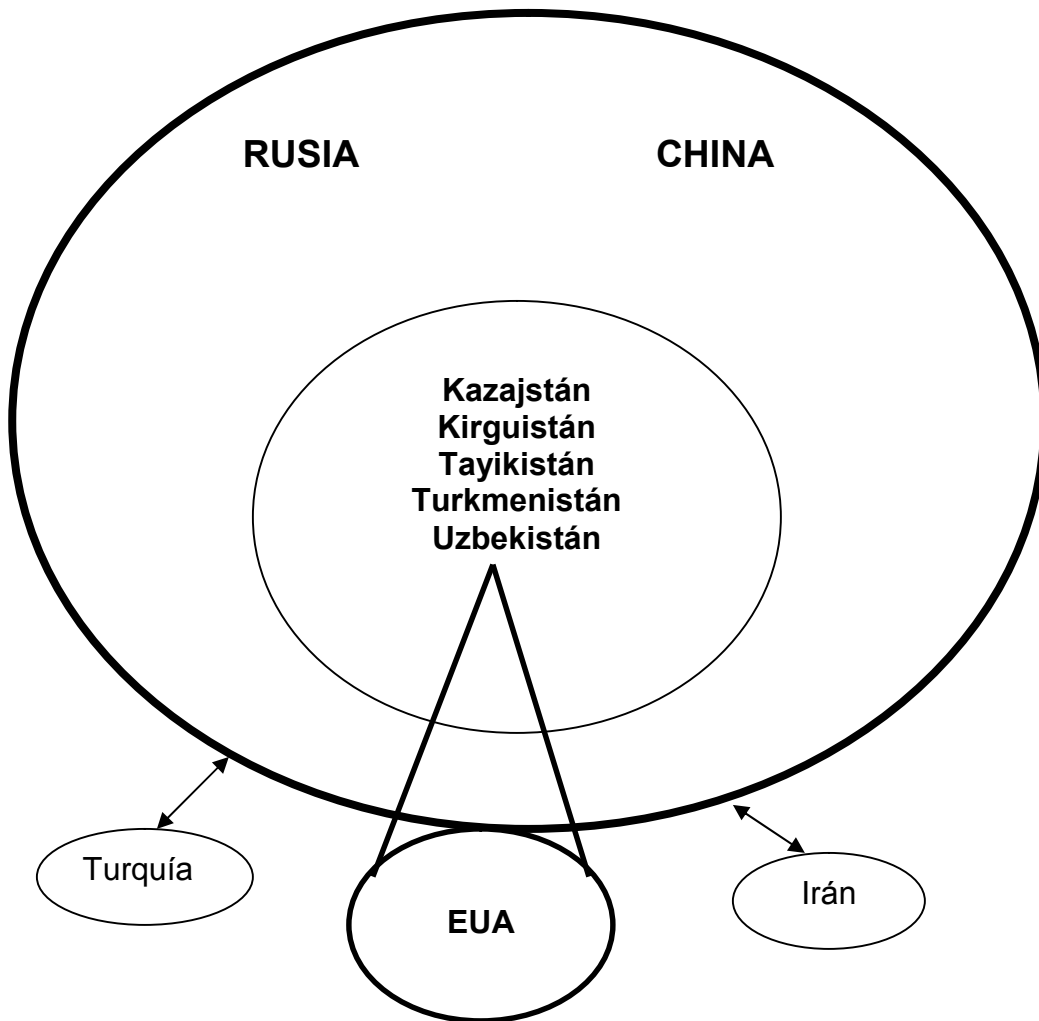 RUSIA
CHINA
Kazajstán
Kirguistán
Tayikistán
Turkmenistán
Uzbekistán
Turquía
EUA
Irán